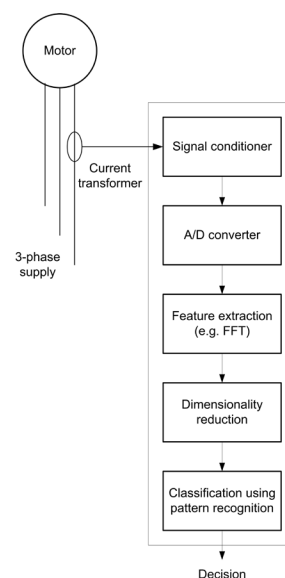 Motor
Current
transformer
3-phase
supply
Signal conditioner
A/D converter
Feature extraction
(e.g. FFT)
Dimensionality
reduction
Classification using
pattern recognition
Decision